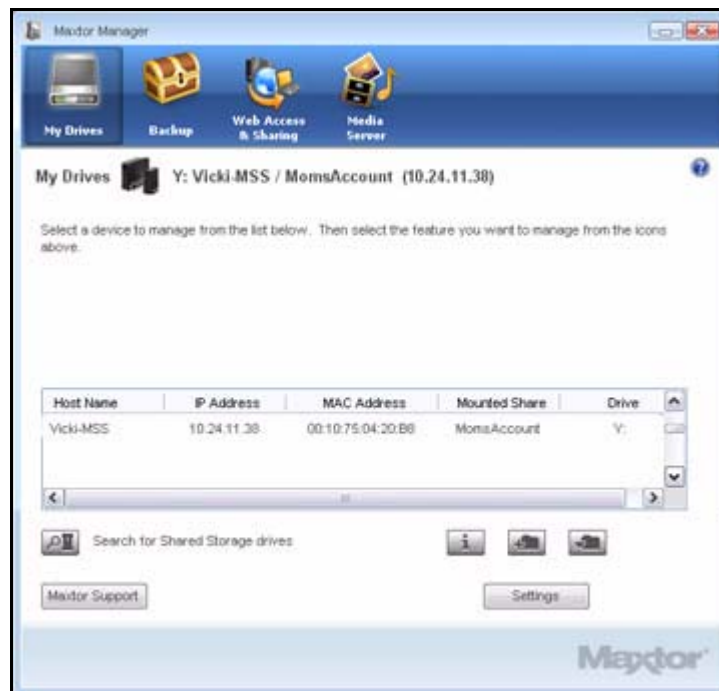 Maxtor Manager
My Drives
Backup
Web Access
& Sharing
Media
Server
My Drives Y: Vicki-MSS / MomsAccount (10.24.11.38)
Select a device to manage from the list below. Then select the feature you want to manage from the icons
above.
Host Name IP Address MAC Address Mounted Share Drive
Vicki-MSS 10.24.11.38 00:10:75:04:20:B8 MomsAccount Y:
Search for Shared Storage drives
Maxtor Support
Settings
Maxtor